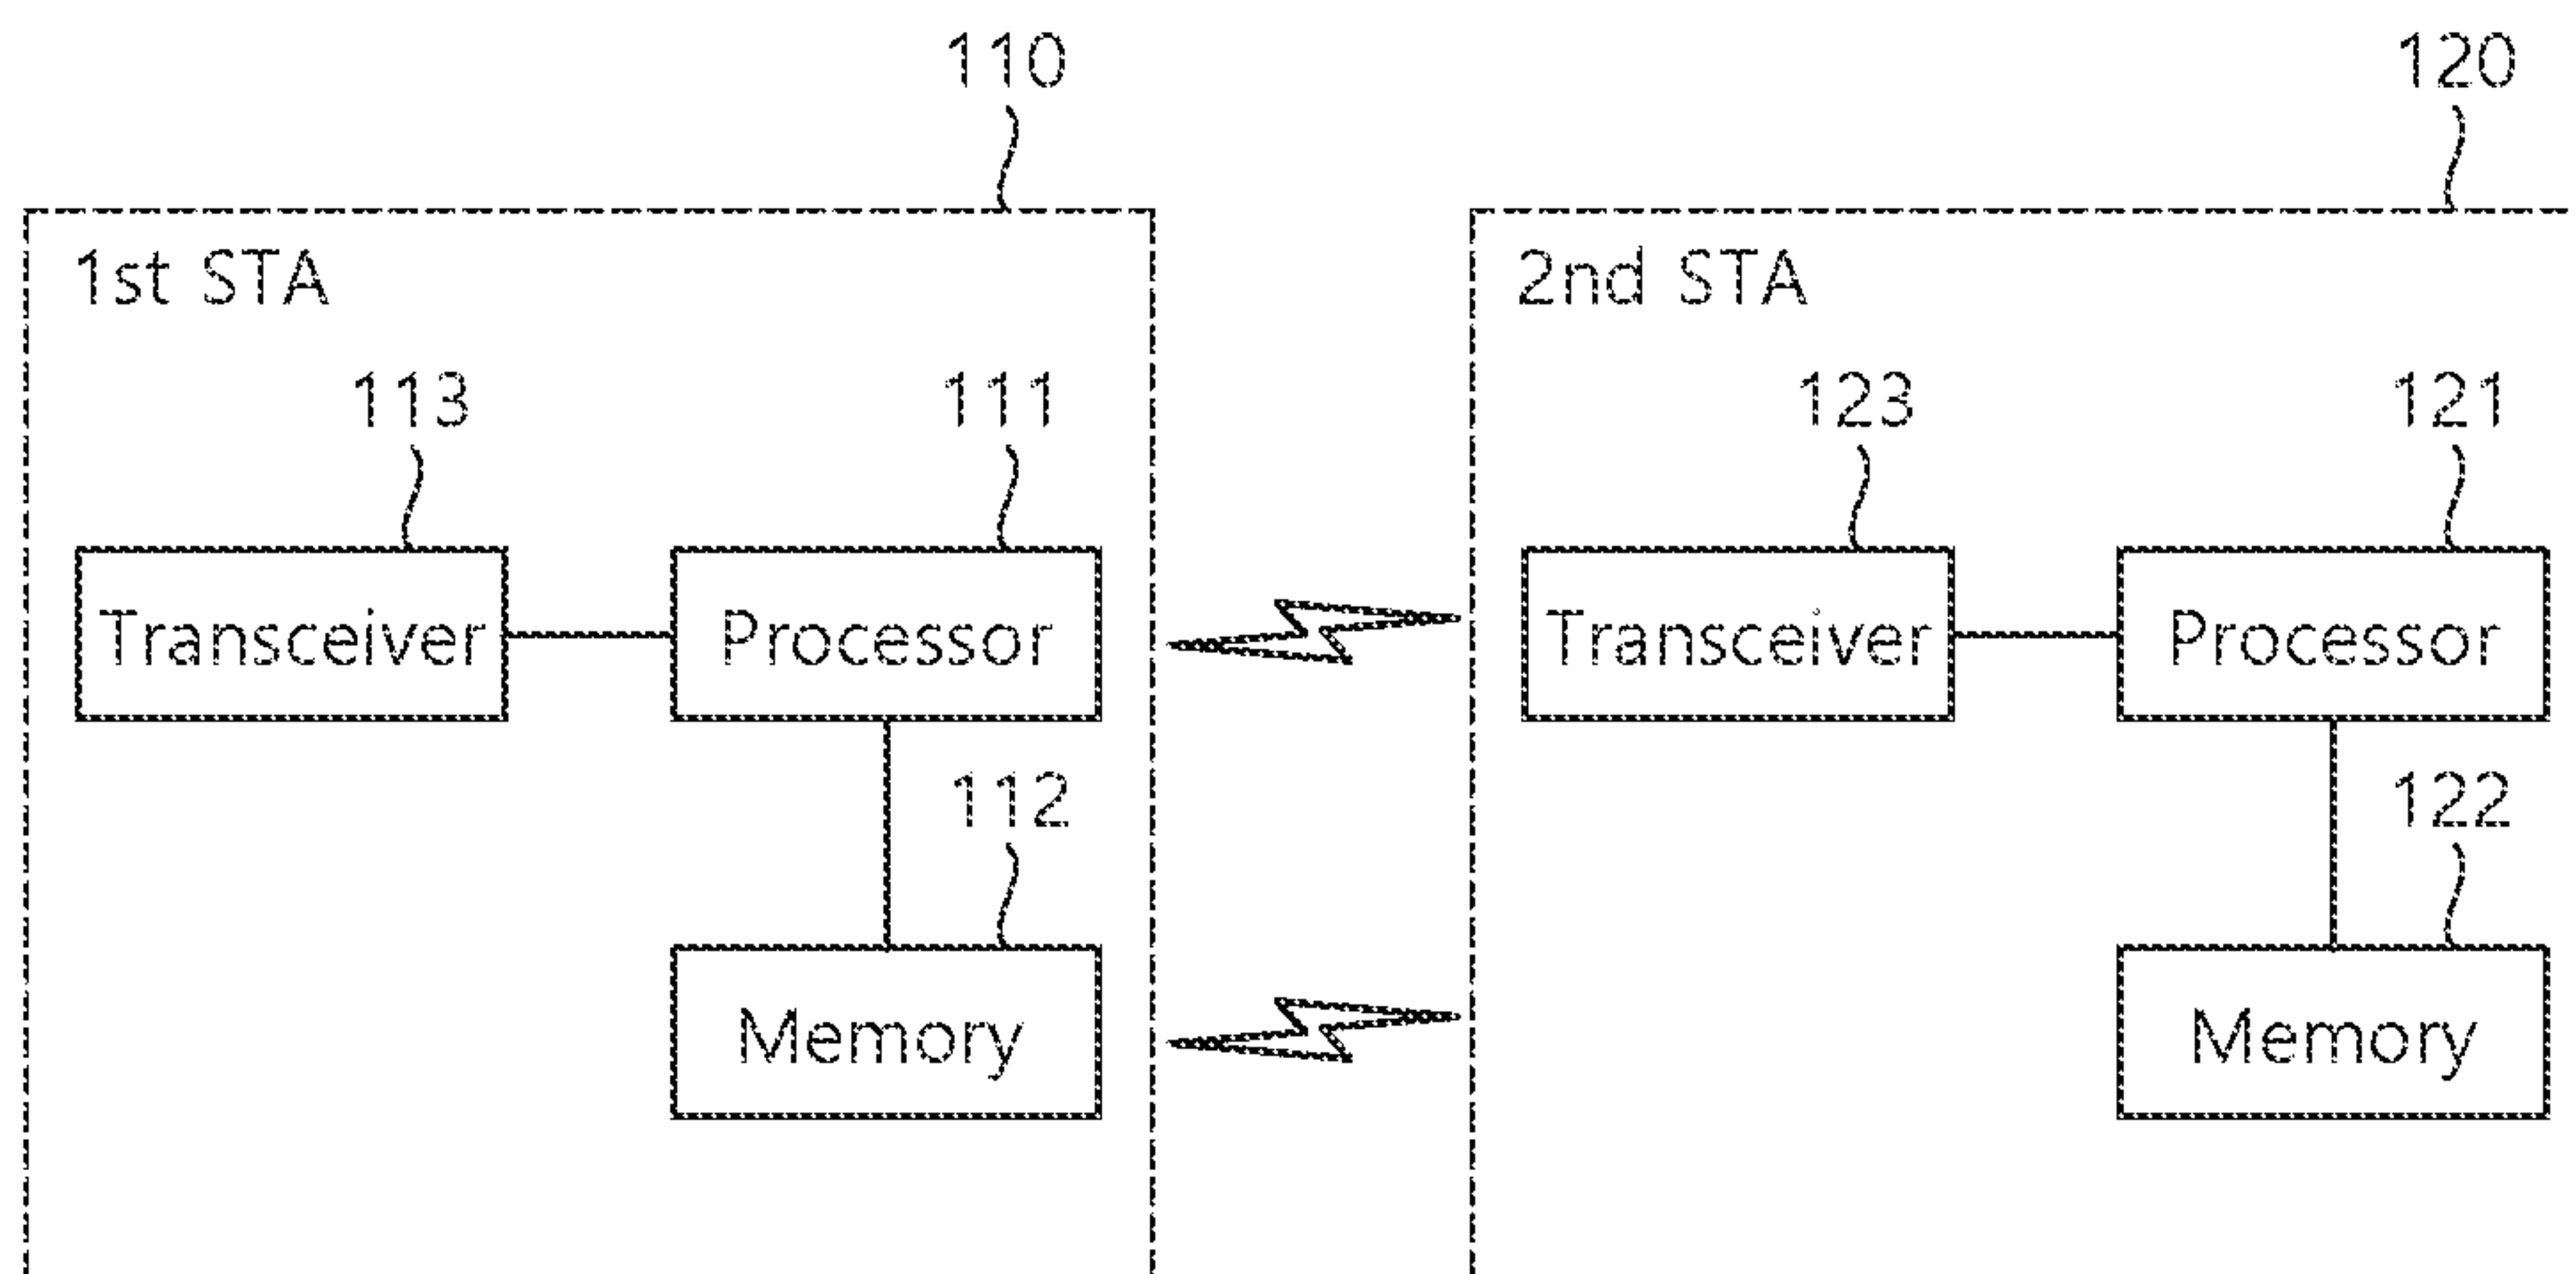 110
120
1st STA
2nd STA
113
111
123
121
Transceiver
Processor
Transceiver
Processor
112
122
Memory
Memory